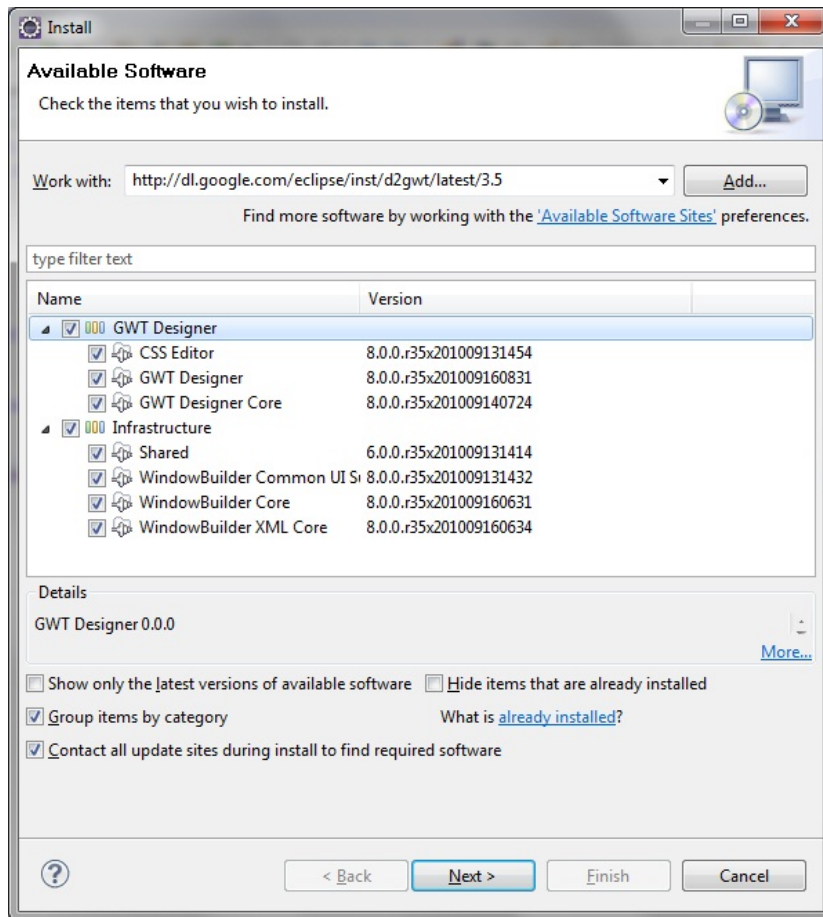 Install
Available Software
Check the items that you wish to install.
Work with: http://dl.google.com/eclipse/inst/d2gwt/latest/3.5 Add...
Find more software by working with the 'Available Software Sites' preferences.
type filter text
Name Version
GWT Designer
CSS Editor 8.0.0.r35x201009131454
GWT Designer 8.0.0.r35x201009160831
GWT Designer Core 8.0.0.r35x201009140724
Infrastructure
Shared 6.0.0.r35x201009131414
WindowBuilder Common UI Su 8.0.0.r35x201009131432
WindowBuilder Core 8.0.0.r35x201009160631
WindowBuilder XML Core 8.0.0.r35x201009160634
Details
GWT Designer 0.0.0
More...
Show only the latest versions of available software Hide items that are already installed
Group items by category What is already installed?
Contact all update sites during install to find required software
? < Back Next > Finish Cancel